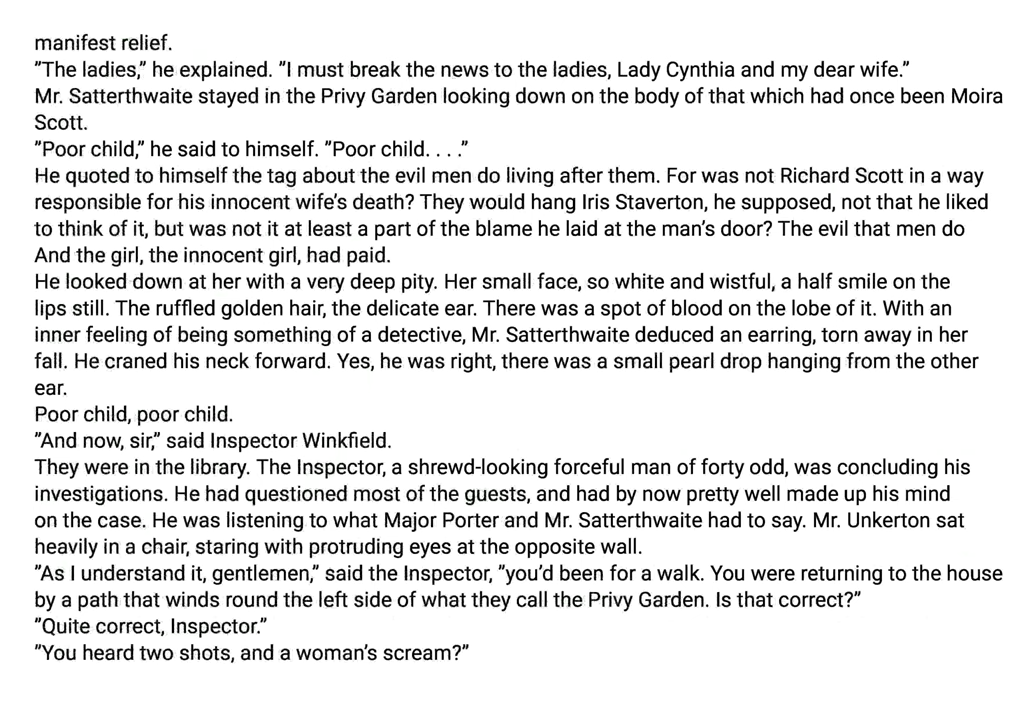 manifest relief.
"The ladies," he explained. "I must break the news to the ladies, Lady Cynthia and my dear wife."
Mr. Satterthwaite stayed in the Privy Garden looking down on the body of that which had once been Moira
Scott.
"Poor child," he said to himself. "Poor child. . . ."
He quoted to himself the tag about the evil men do living after them. For was not Richard Scott in a way
responsible for his innocent wife's death? They would hang Iris Staverton, he supposed, not that he liked
to think of it, but was not it at least a part of the blame he laid at the man's door? The evil that men do
And the girl, the innocent girl, had paid.
He looked down at her with a very deep pity. Her small face, so white and wistful, a half smile on the
lips still. The ruffled golden hair, the delicate ear. There was a spot of blood on the lobe of it. With an
inner feeling of being something of a detective, Mr. Satterthwaite deduced an earring, torn away in her
fall. He craned his neck forward. Yes, he was right, there was a small pearl drop hanging from the other
ear.
Poor child, poor child.
"And now, sir," said Inspector Winkfield.
They were in the library. The Inspector, a shrewd-looking forceful man of forty odd, was concluding his
investigations. He had questioned most of the guests, and had by now pretty well made up his mind
on the case. He was listening to what Major Porter and Mr. Satterthwaite had to say. Mr. Unkerton sat
heavily in a chair, staring with protruding eyes at the opposite wall.
"As I understand it, gentlemen," said the Inspector, "you'd been for a walk. You were returning to the house
by a path that winds round the left side of what they call the Privy Garden. Is that correct?"
"Quite correct, Inspector."
"You heard two shots, and a woman's scream?"